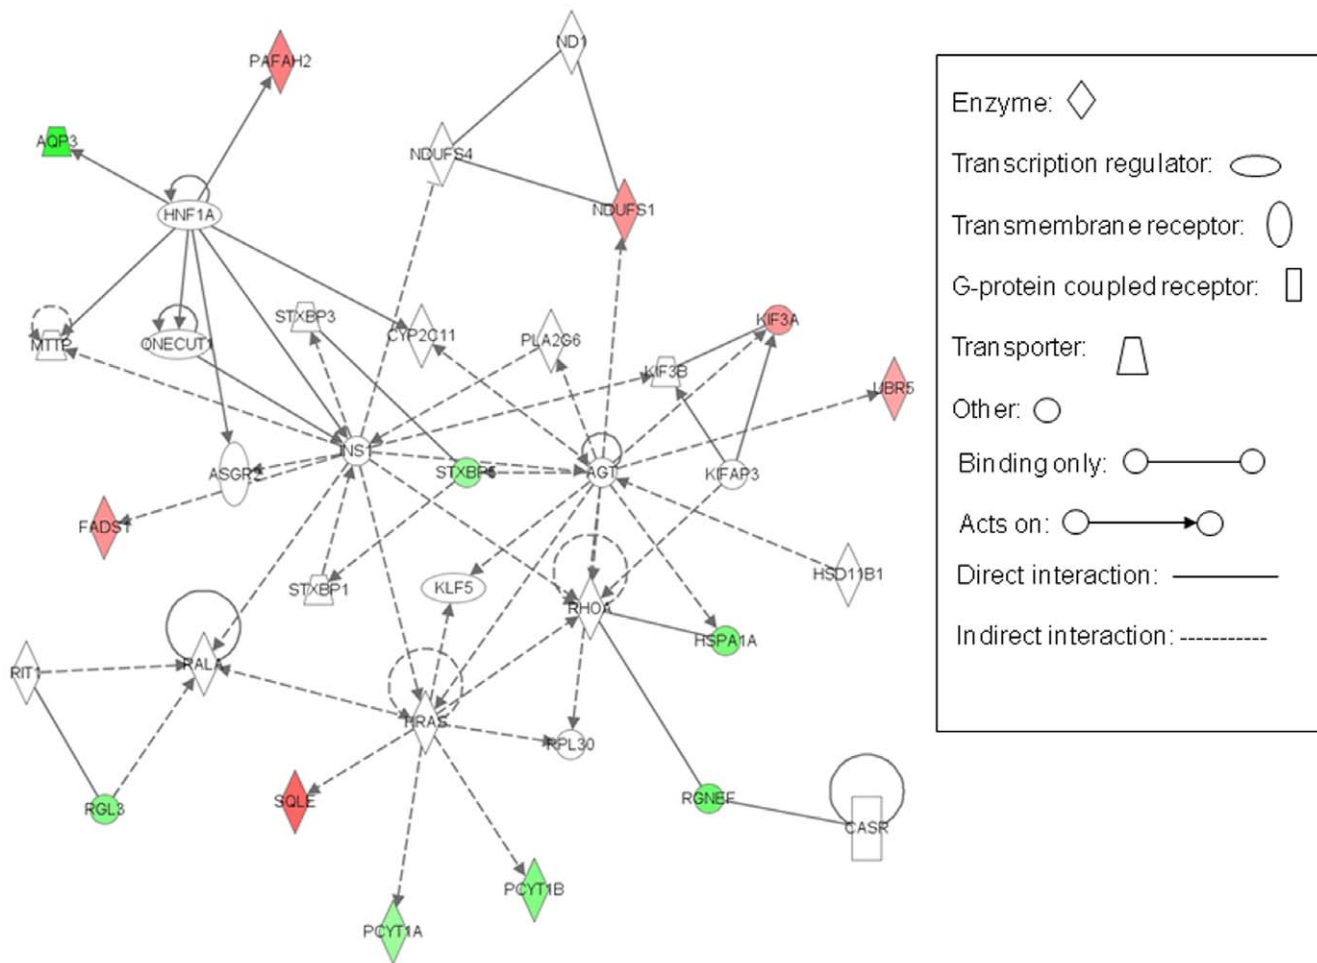 ND1
PAFAH2
AQP3
NDUFS4
HNF1A
NDUFS1
STXBP3
KIF3A
CYP2C11
PLA2G6
MTTP
ONECUT1
KIF3B
UBR5
INS1
ASGR2
STXBP5
AGT
KIFAP3
FADS1
HSD11B1
STXBP1
KLF5
RHOA
HSPA1A
RIT1
RALA
HRAS
RPL30
SQLE
RGL3
RGNEF
CASR
PCYT1B
PCYT1A
Enzyme:
Transcription regulator:
Transmembrane receptor:
G-protein coupled receptor:
Transporter:
Other:
Binding only:
Acts on:
Direct interaction:
Indirect interaction: